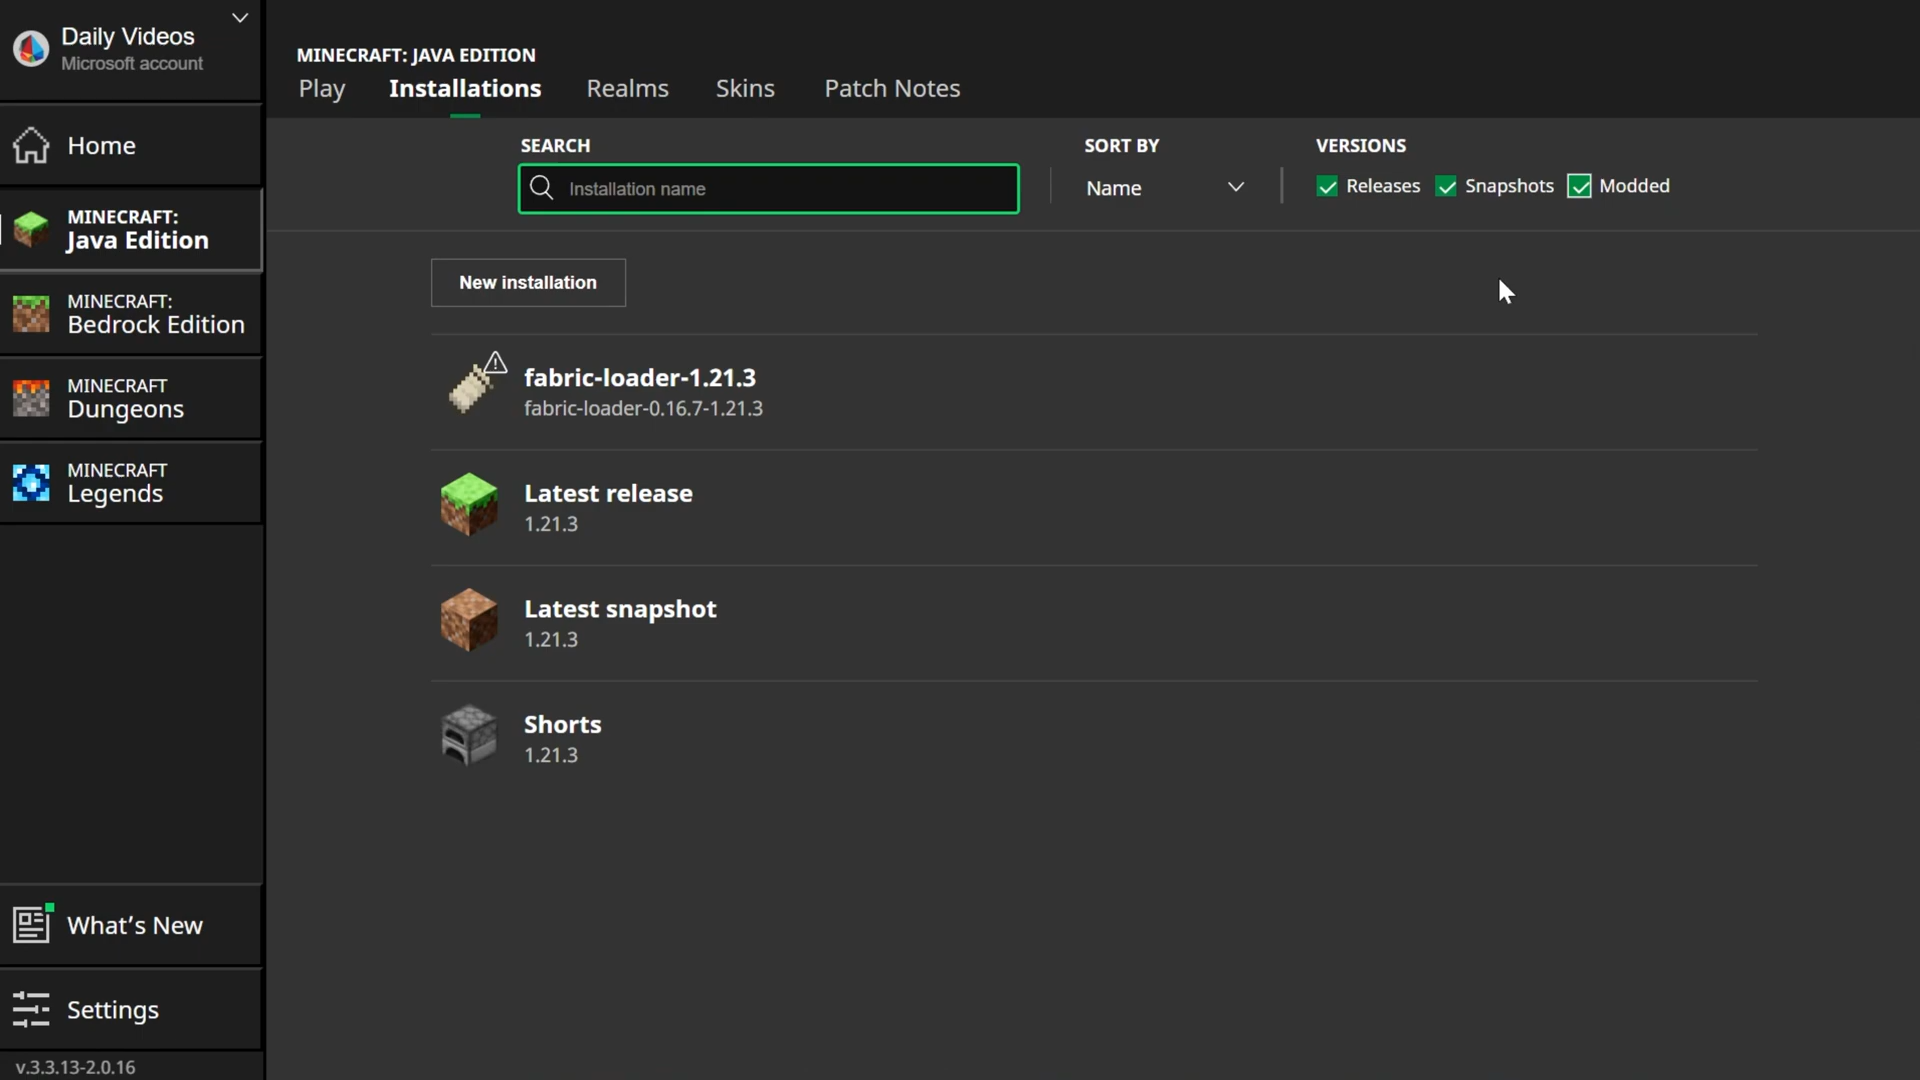 Daily Videos
Microsoft account
Home
MINECRAFT:
Java Edition
MINECRAFT:
Bedrock Edition
MINECRAFT
Dungeons
MINECRAFT
Legends
What's New
Settings
v.3.3.13-2.0.16
MINECRAFT: JAVA EDITION
Play Installations Realms Skins Patch Notes
SEARCH SORT BY VERSIONS
Installation name Name Releases Snapshots Modded
New installation
fabric-loader-1.21.3
fabric-loader-0.16.7-1.21.3
Latest release
1.21.3
Latest snapshot
1.21.3
Shorts
1.21.3